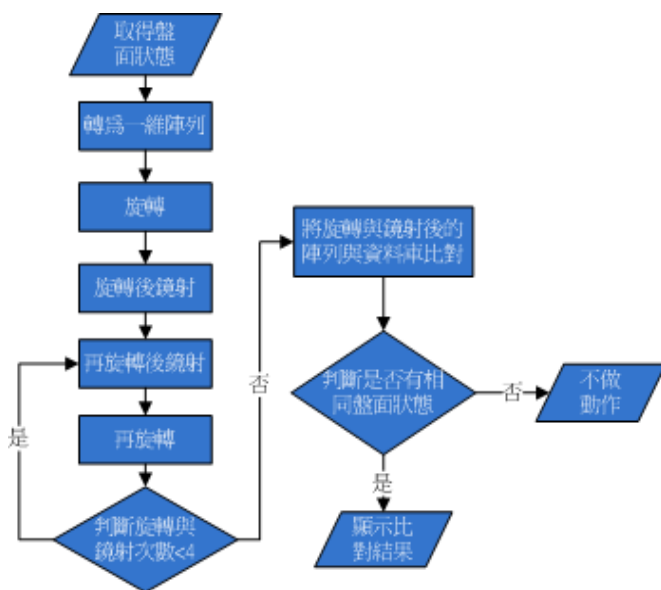 取得盤
面狀態
轉為一維陣列
旋轉
旋轉後鏡射
再旋轉後鏡射
再旋轉
是
判斷旋轉與
鏡射次數<4
否
將旋轉與鏡射後的
陣列與資料庫比對
判斷是否有相
同盤面狀態
否
不做
動作
是
顯示比
對結果